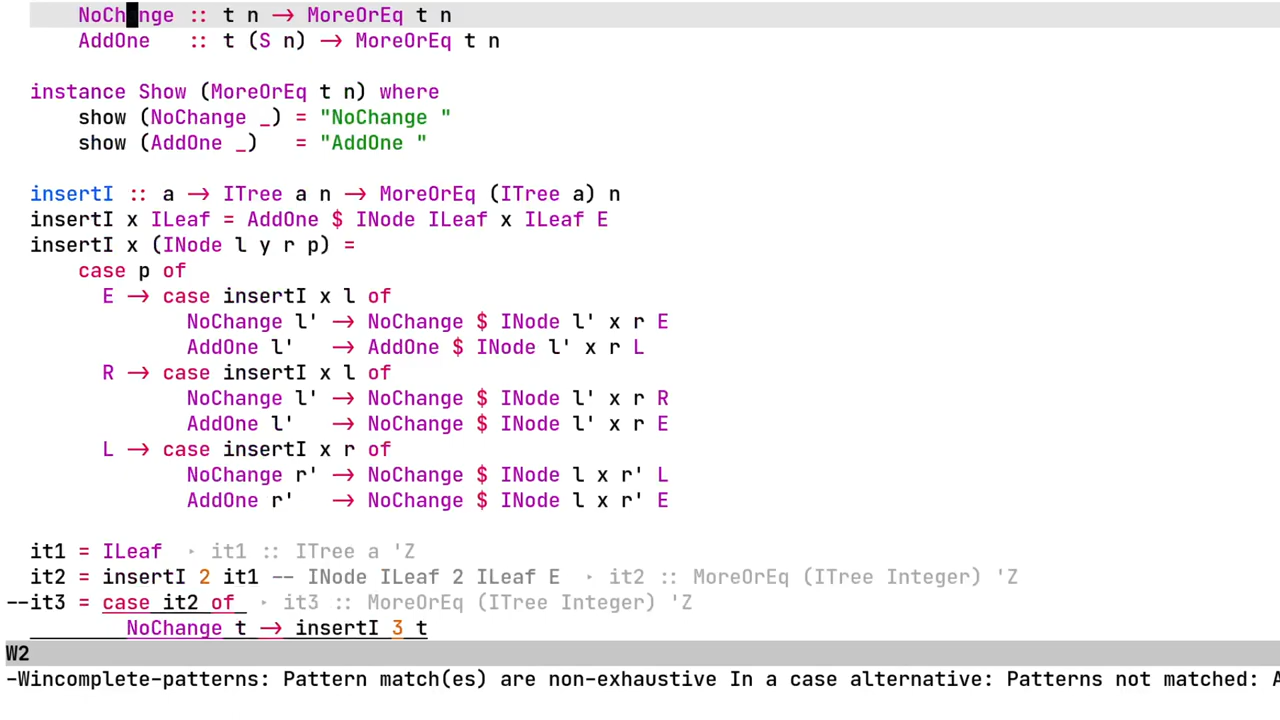 NoChange :: t n → MoreOrEq t n
AddOne :: t (S n) → MoreOrEq t n
instance Show (MoreOrEq t n) where
show (NoChange _) = "NoChange "
show (AddOne _) = "AddOne "
insertI :: a → ITree a n → MoreOrEq (ITree a) n
insertI x ILeaf = AddOne $ INode ILeaf x ILeaf E
insertI x (INode l y r p) =
case p of
E → case insertI x l of
NoChange l' → NoChange $ INode l' x r E
AddOne l' → AddOne $ INode l' x r L
R → case insertI x l of
NoChange l' → NoChange $ INode l' x r R
AddOne l' → NoChange $ INode l' x r E
L → case insertI x r of
NoChange r' → NoChange $ INode l x r' L
AddOne r' → NoChange $ INode l x r' E
it1 = ILeaf ‣ it1 :: ITree a 'Z
it2 = insertI 2 it1 -- INode ILeaf 2 ILeaf E ‣ it2 :: MoreOrEq (ITree Integer) 'Z
--it3 = case it2 of ‣ it3 :: MoreOrEq (ITree Integer) 'Z
NoChange t → insertI 3 t
W2
-Wincomplete-patterns: Pattern match(es) are non-exhaustive In a case alternative: Patterns not matched: